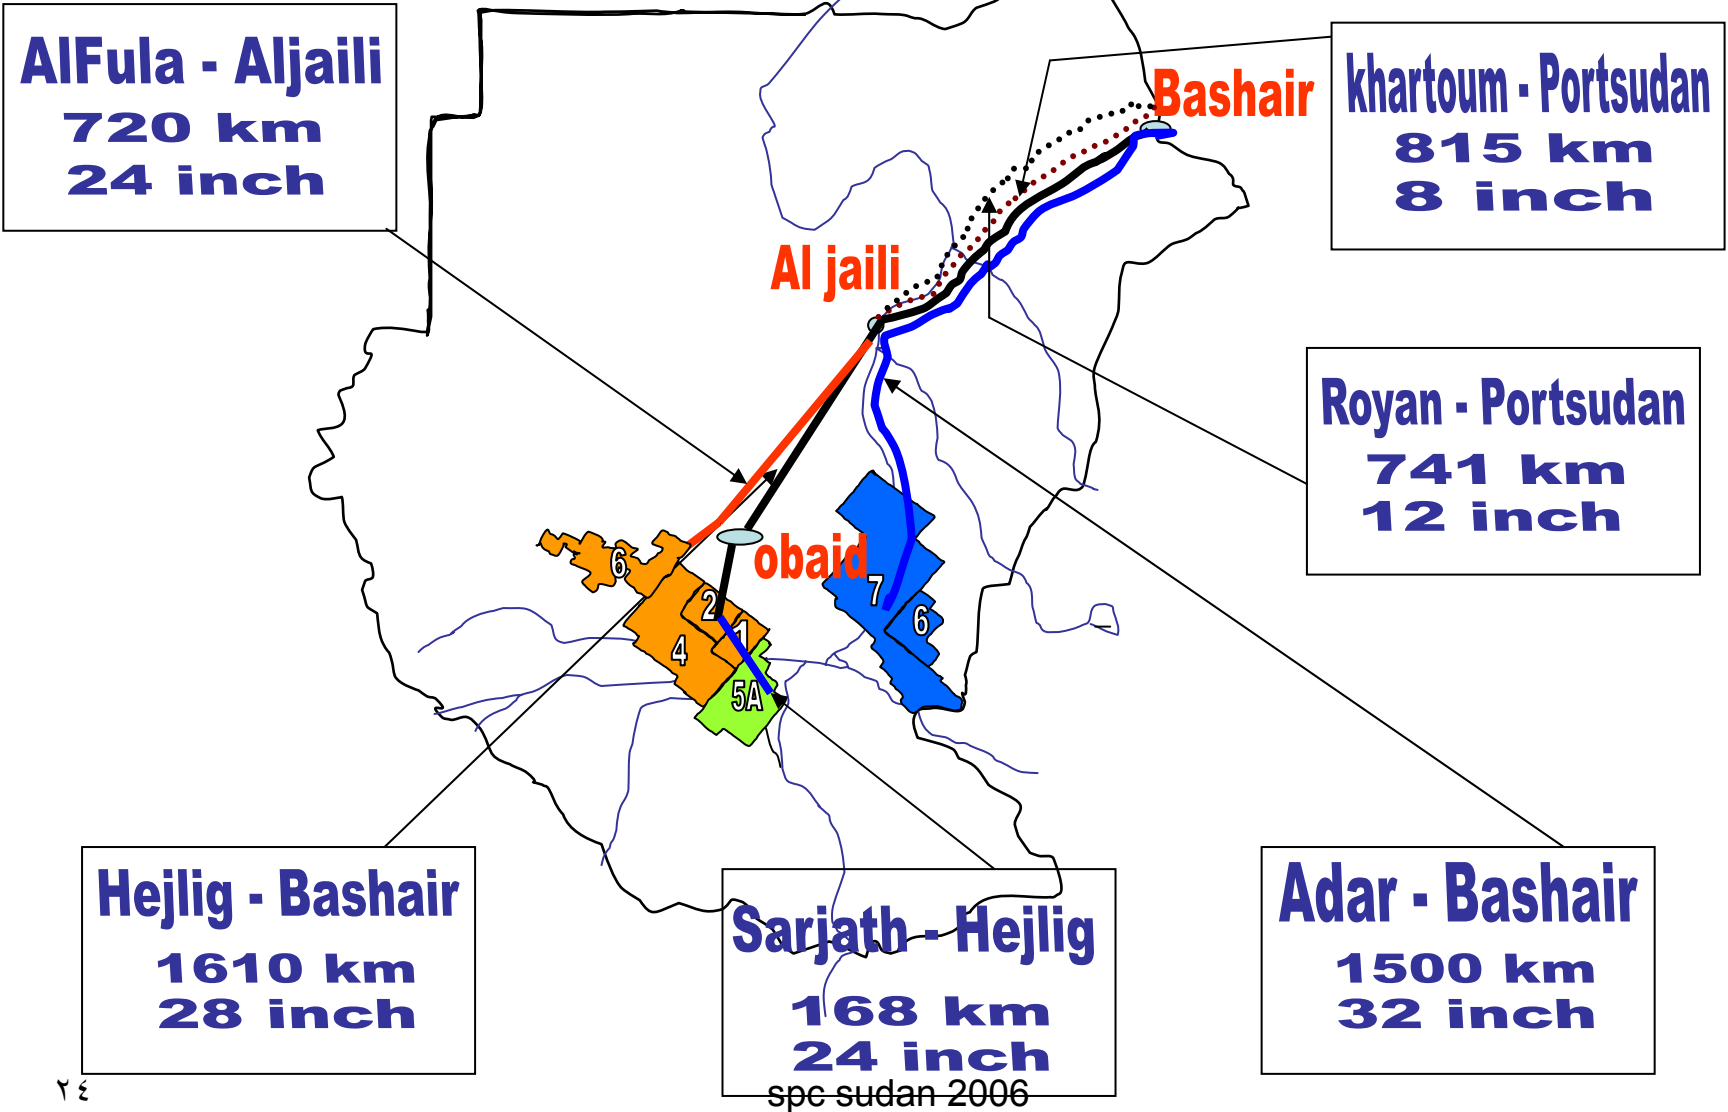 AlFula - Aljaili
720 km
24 inch
khartoum - Portsudan
815 km
8 inch
Bashair
Al jaili
Royan - Portsudan
741 km
12 inch
obaid
6
2
1
4
5A
7
6
Hejlig - Bashair
1610 km
28 inch
Sarjath - Hejlig
168 km
24 inch
Adar - Bashair
1500 km
32 inch
٢٤
spc sudan 2006